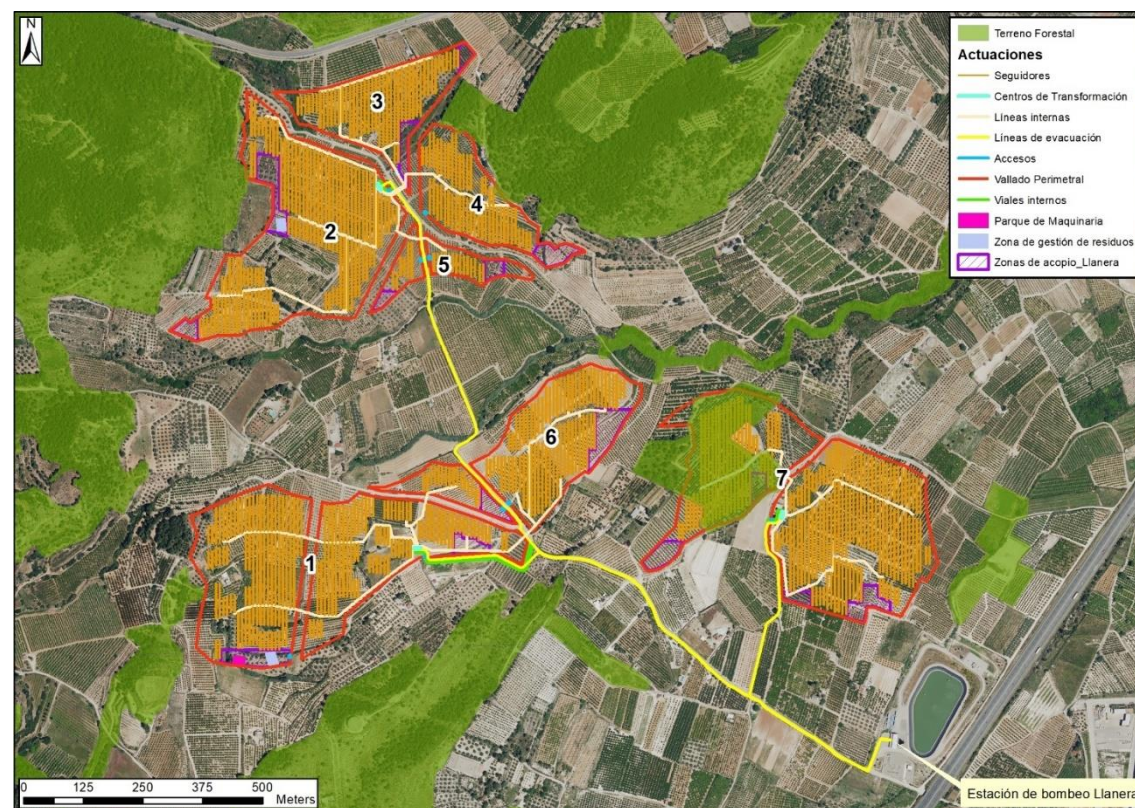 N
Terreno Forestal
Actuaciones
Seguidores
Centros de Transformación
Líneas internas
Líneas de evacuación
Accesos
Vallado Perimetral
Viales internos
Parque de Maquinaria
Zona de gestión de residuos
Zonas de acopio_Llanera
3
4
2
5
6
7
1
0 125 250 375 500
Meters
Estación de bombeo Llanera